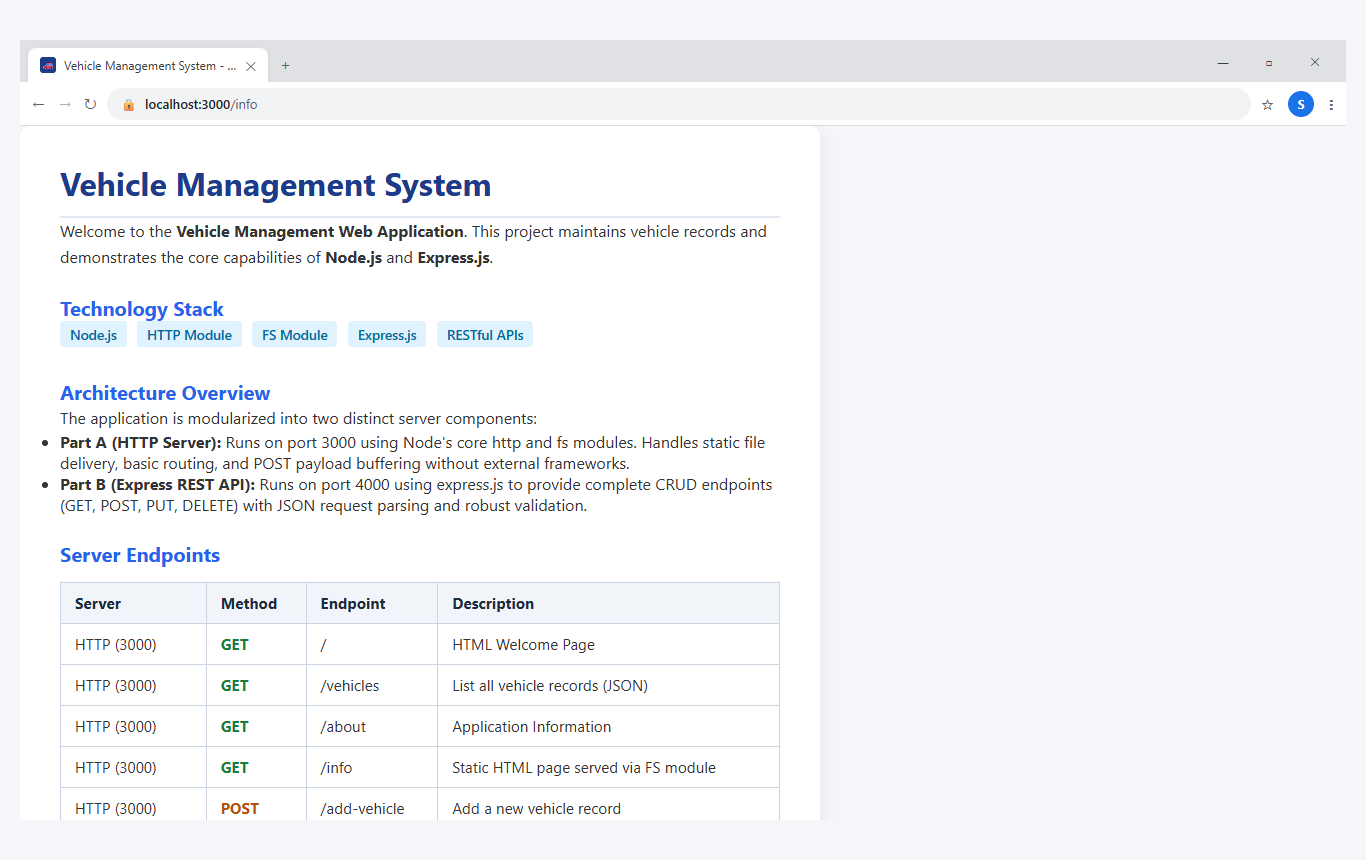 Vehicle Management System - ...
localhost:3000/info
S
Vehicle Management System
Welcome to the Vehicle Management Web Application. This project maintains vehicle records and
demonstrates the core capabilities of Node.js and Express.js.
Technology Stack
Node.js HTTP Module FS Module Express.js RESTful APIs
Architecture Overview
The application is modularized into two distinct server components:
• Part A (HTTP Server): Runs on port 3000 using Node's core http and fs modules. Handles static file
delivery, basic routing, and POST payload buffering without external frameworks.
• Part B (Express REST API): Runs on port 4000 using express.js to provide complete CRUD endpoints
(GET, POST, PUT, DELETE) with JSON request parsing and robust validation.
Server Endpoints
Server Method Endpoint Description
HTTP (3000) GET / HTML Welcome Page
HTTP (3000) GET /vehicles List all vehicle records (JSON)
HTTP (3000) GET /about Application Information
HTTP (3000) GET /info Static HTML page served via FS module
HTTP (3000) POST /add-vehicle Add a new vehicle record